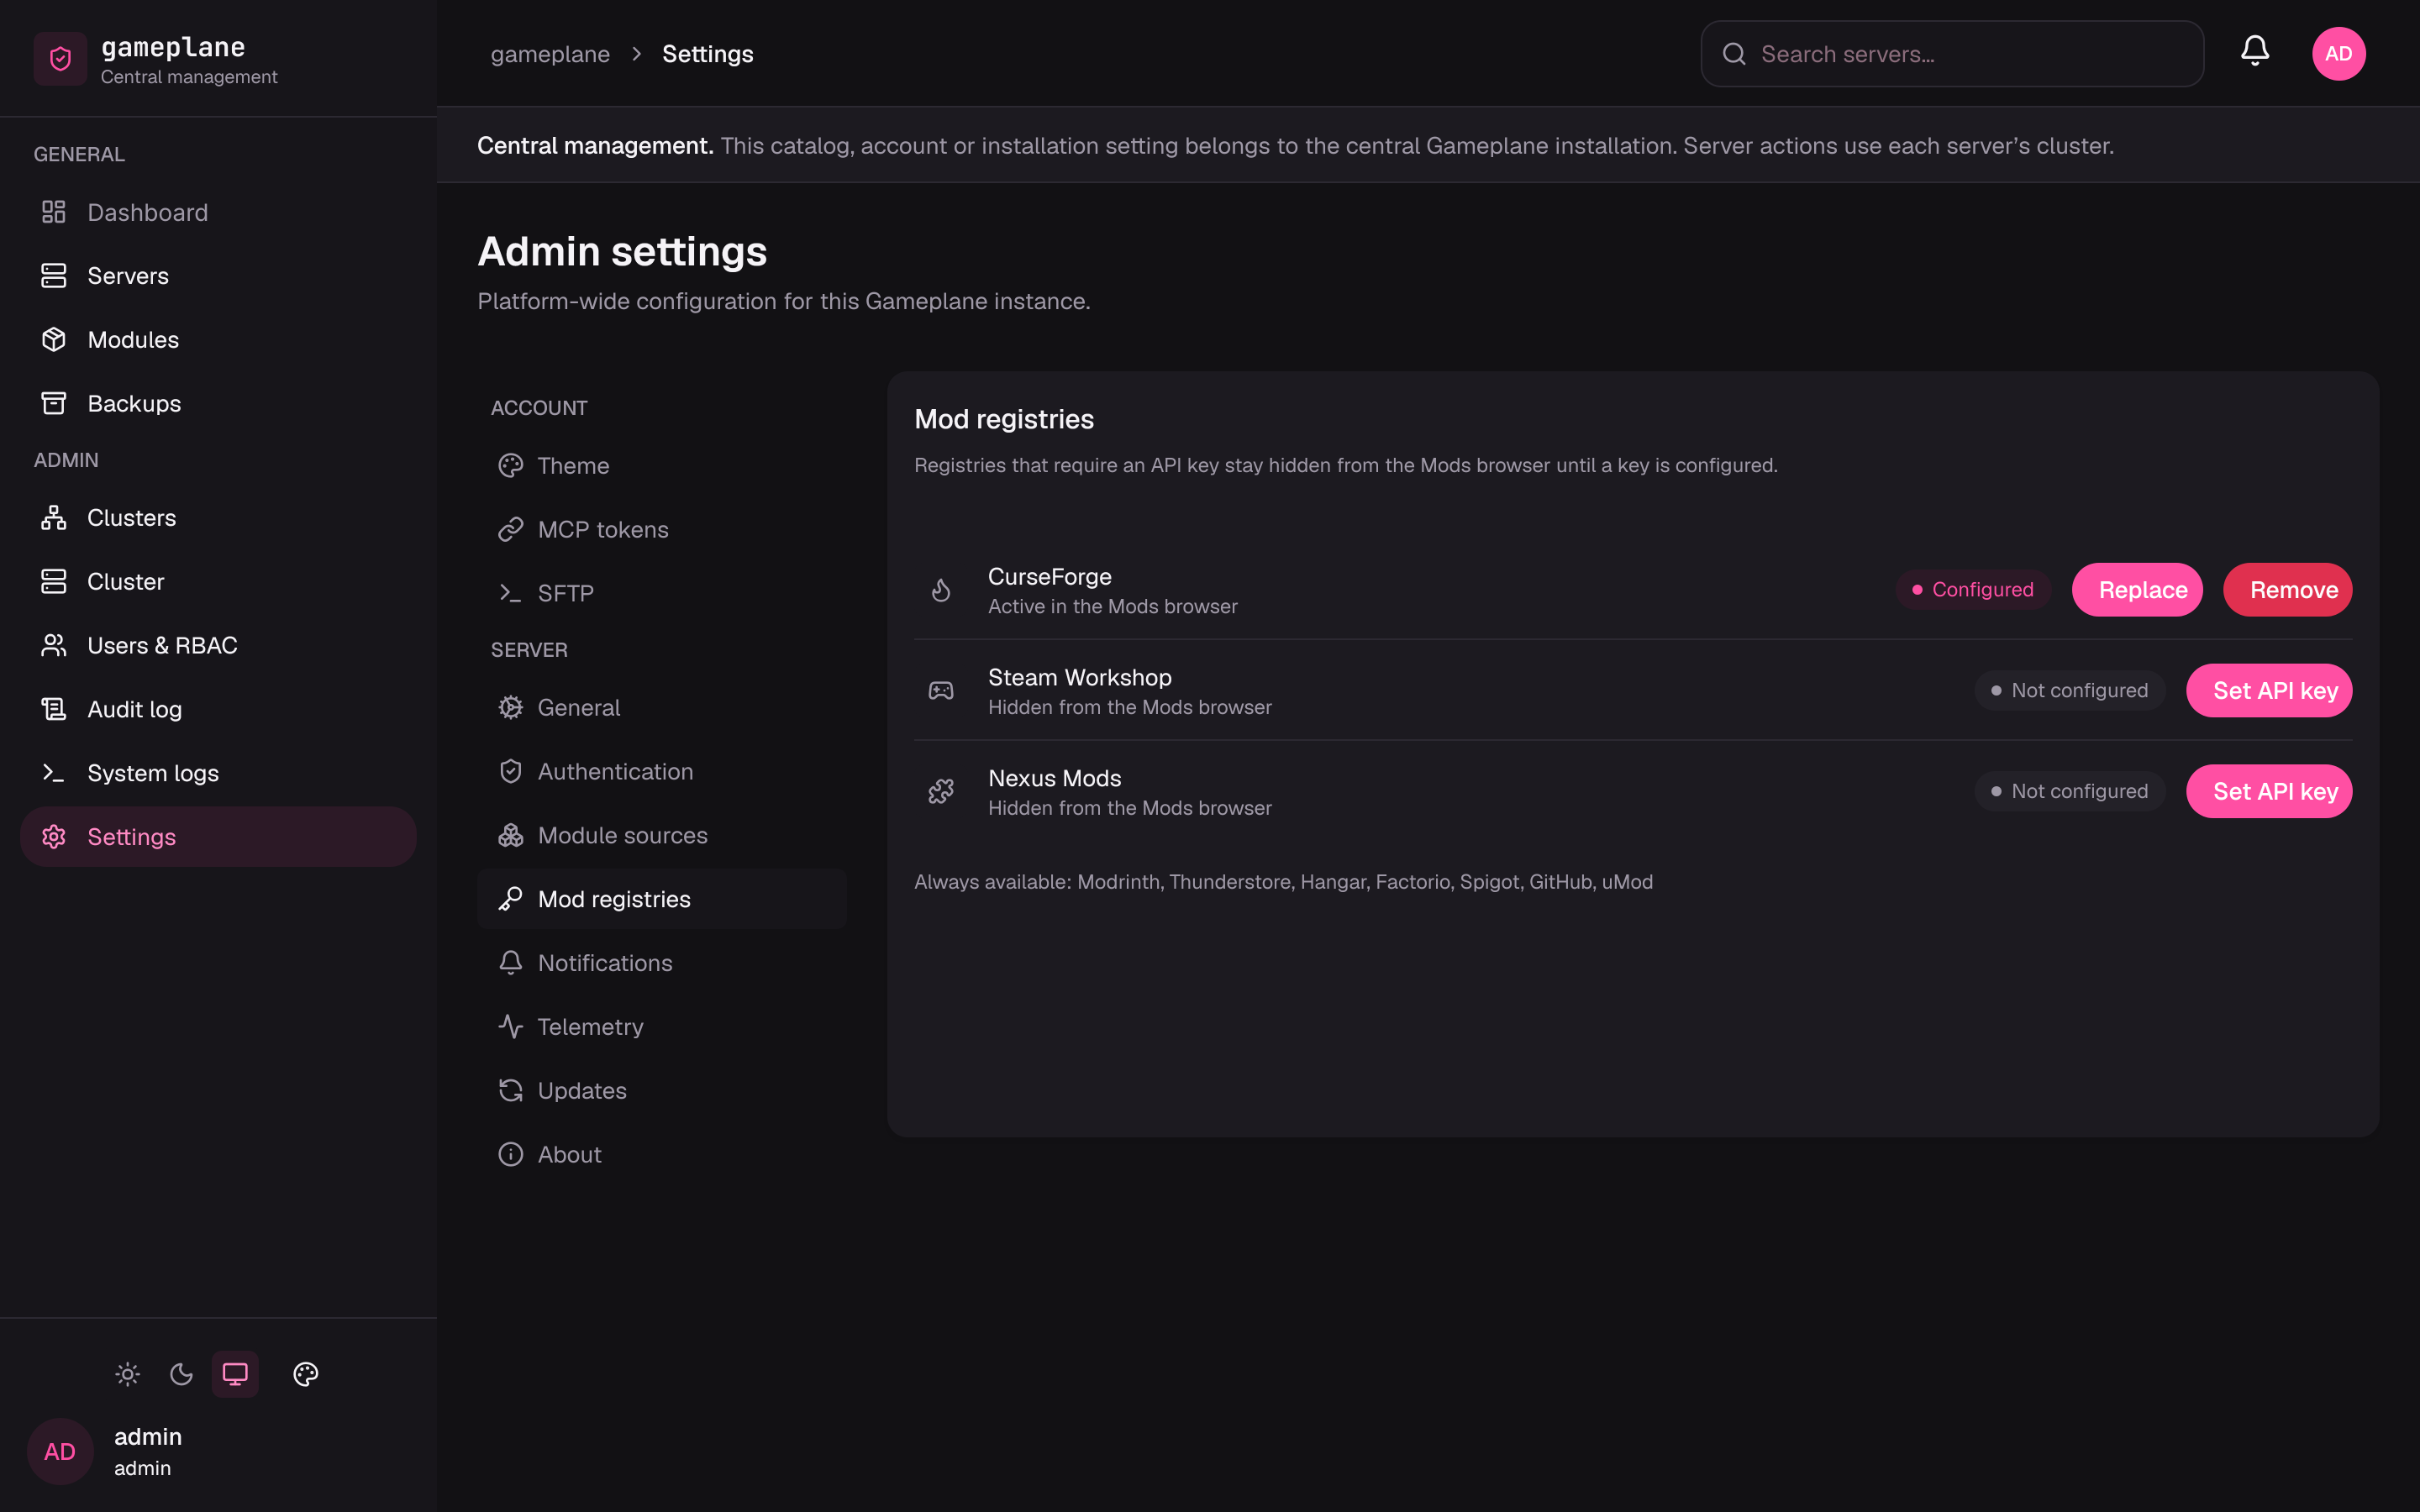 gameplane
Central management
GENERAL
Dashboard
Servers
Modules
Backups
ADMIN
Clusters
Cluster
Users & RBAC
Audit log
System logs
Settings
AD
admin
admin
gameplane > Settings
Search servers...
AD
Central management. This catalog, account or installation setting belongs to the central Gameplane installation. Server actions use each server’s cluster.
Admin settings
Platform-wide configuration for this Gameplane instance.
ACCOUNT
Theme
MCP tokens
SFTP
SERVER
General
Authentication
Module sources
Mod registries
Notifications
Telemetry
Updates
About
Mod registries
Registries that require an API key stay hidden from the Mods browser until a key is configured.
CurseForge
Active in the Mods browser
Configured
Replace
Remove
Steam Workshop
Hidden from the Mods browser
Not configured
Set API key
Nexus Mods
Hidden from the Mods browser
Not configured
Set API key
Always available: Modrinth, Thunderstore, Hangar, Factorio, Spigot, GitHub, uMod